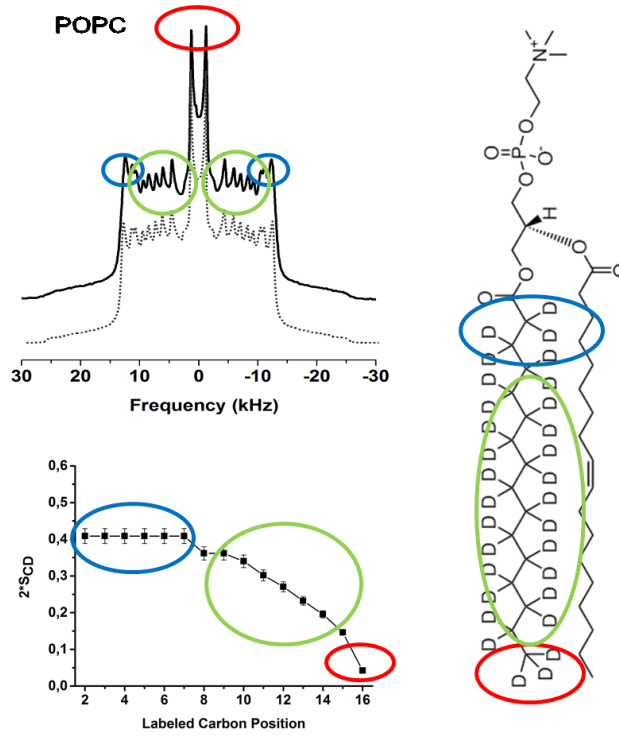 POPC
30 20 10 0 -10 -20 -30
Frequency (kHz)
0,6
0,5
0,4
0,3
0,2
0,1
0,0
2*SCD
2 4 6 8 10 12 14 16
Labeled Carbon Position
N+
O
O P O-
O
H
O
O
O
O
D D
D D
D D
D D
D D
D D
D D
D D
D D
D D
D D
D D
D D
D D
D
D D